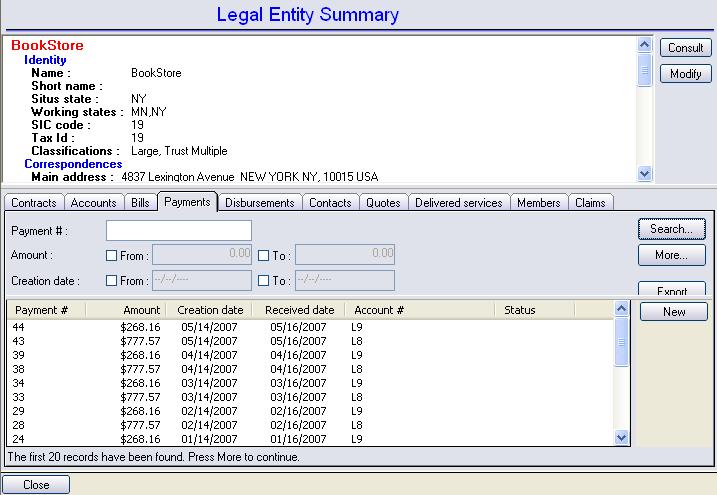 Legal Entity Summary
BookStore
Identity
Name : BookStore
Short name :
Situs state : NY
Working states : MN,NY
SIC code : 19
Tax Id : 19
Classifications : Large, Trust Multiple
Correspondences
Main address : 4837 Lexington Avenue NEW YORK NY, 10015 USA
Consult
Modify
Contracts Accounts Bills Payments Disbursements Contacts Quotes Delivered services Members Claims
Payment # :
Amount : From : 0.00 To : 0.00
Creation date : From : --/--/---- To : --/--/----
Search...
More...
Export
New
Payment # Amount Creation date Received date Account # Status
44 $268.16 05/14/2007 05/16/2007 L9
43 $777.57 05/14/2007 05/16/2007 L8
39 $268.16 04/14/2007 04/16/2007 L9
38 $777.57 04/14/2007 04/16/2007 L8
34 $268.16 03/14/2007 03/16/2007 L9
33 $777.57 03/14/2007 03/16/2007 L8
29 $268.16 02/14/2007 02/16/2007 L9
28 $777.57 02/14/2007 02/16/2007 L8
24 $268.16 01/14/2007 01/16/2007 L9
The first 20 records have been found. Press More to continue.
Close